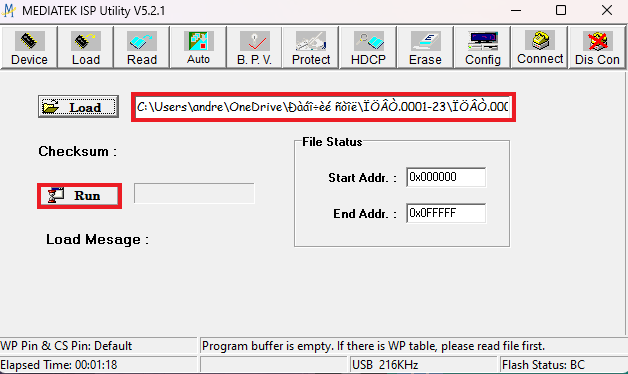 MEDIATEK ISP Utility V5.2.1
Device Load Read Auto B. P. V. Protect HDCP Erase Config Connect Dis Con
Load C:\Users\andre\OneDrive\Ðàáî÷èé ñòîë\ÏÖÂÒ.0001-23\ÏÖÂÒ.000
Checksum :
File Status
Start Addr. : 0x000000
Run
End Addr. : 0x0FFFFF
Load Mesage :
WP Pin & CS Pin: Default Program buffer is empty. If there is WP table, please read file first.
Elapsed Time: 00:01:18 USB 216KHz Flash Status: BC